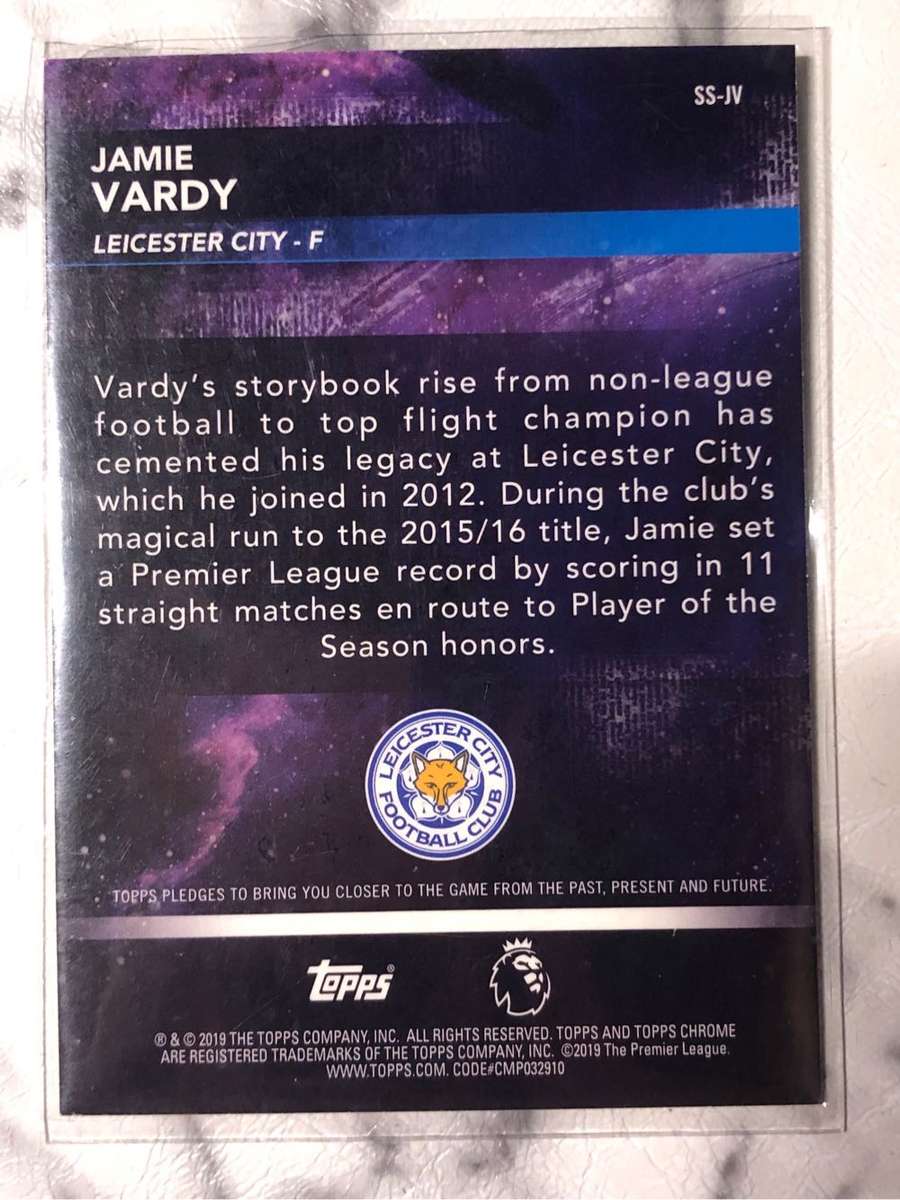 SS-JV
JAMIE
VARDY
LEICESTER CITY - F
Vardy's storybook rise from non-league
football to top flight champion has
cemented his legacy at Leicester City,
which he joined in 2012. During the club's
magical run to the 2015/16 title, Jamie set
a Premier League record by scoring in 11
straight matches en route to Player of the
Season honors.
LEICESTER CITY
FOOTBALL CLUB
TOPPS PLEDGES TO BRING YOU CLOSER TO THE GAME FROM THE PAST, PRESENT AND FUTURE.
Topps®
® & © 2019 THE TOPPS COMPANY, INC. ALL RIGHTS RESERVED. TOPPS AND TOPPS CHROME
ARE REGISTERED TRADEMARKS OF THE TOPPS COMPANY, INC. ©2019 The Premier League.
WWW.TOPPS.COM. CODE#CMP032910